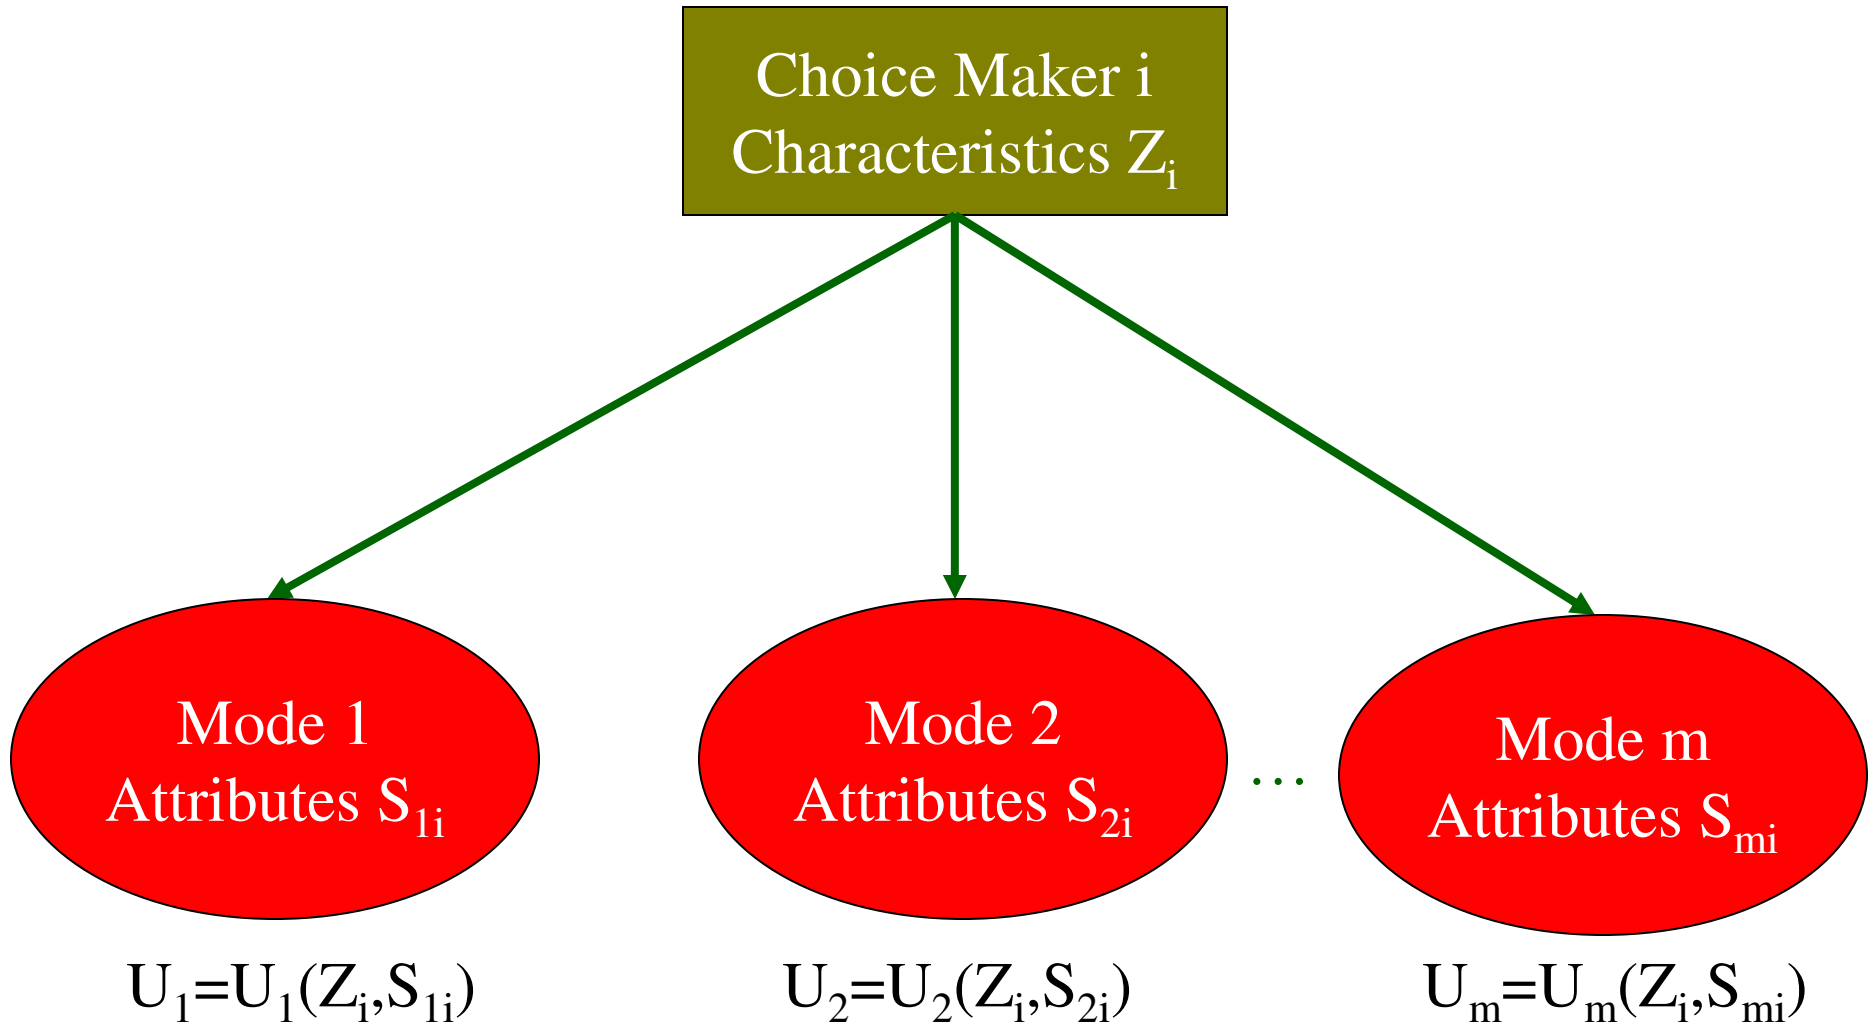 Choice Maker i
Characteristics Zᵢ
Mode 1
Attributes S₁ᵢ
Mode 2
Attributes S₂ᵢ
...
Mode m
Attributes Sₘᵢ
U₁=U₁(Zᵢ,S₁ᵢ)
U₂=U₂(Zᵢ,S₂ᵢ)
Uₘ=Uₘ(Zᵢ,Sₘᵢ)